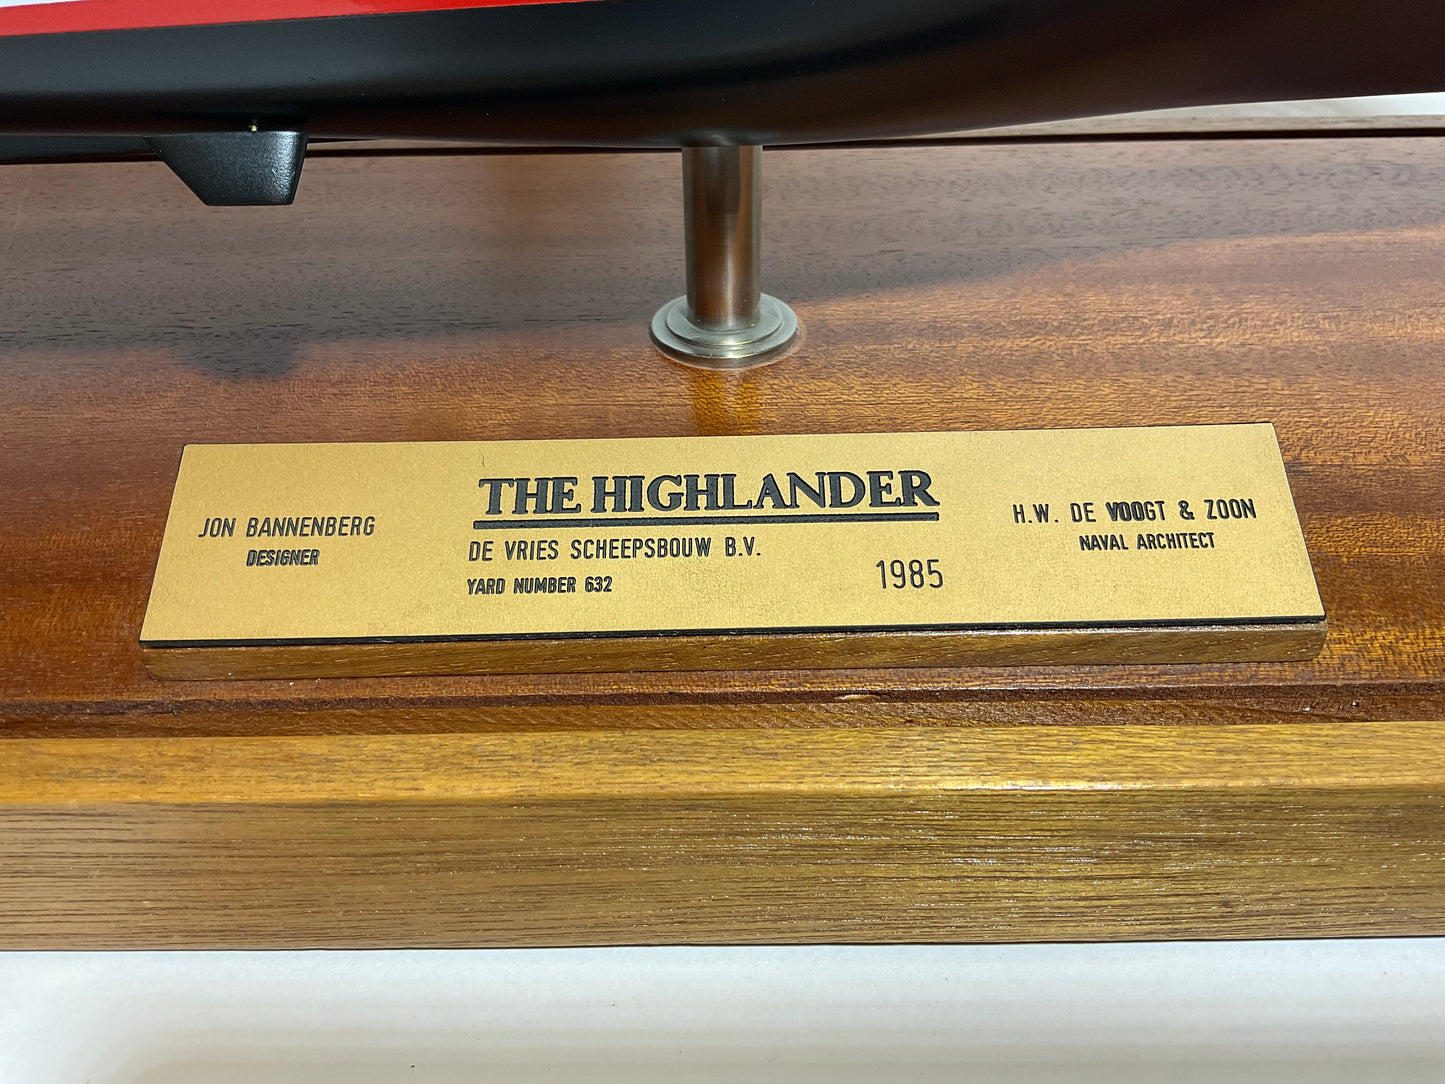 THE HIGHLANDER
JON BANNENBERG
DESIGNER
DE VRIES SCHEEPSBOUW B.V.
YARD NUMBER 632
1985
H.W. DE VOOGT & ZOON
NAVAL ARCHITECT